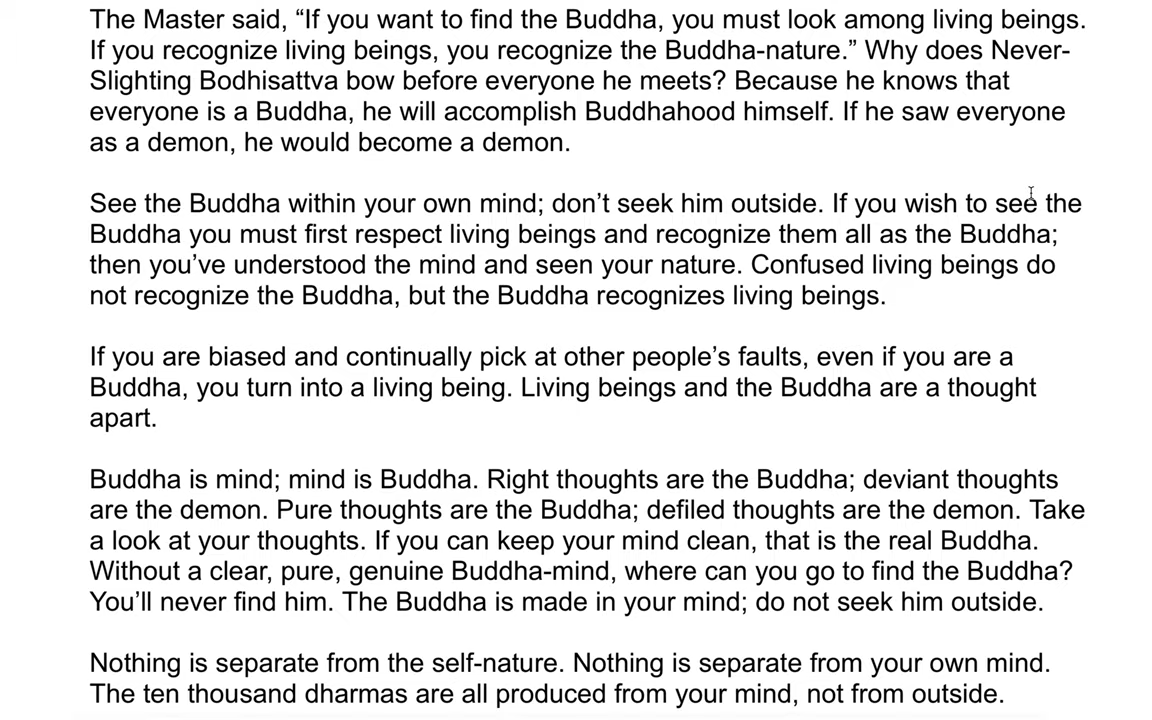 The Master said, “If you want to find the Buddha, you must look among living beings.
If you recognize living beings, you recognize the Buddha-nature.” Why does Never-
Slighting Bodhisattva bow before everyone he meets? Because he knows that
everyone is a Buddha, he will accomplish Buddhahood himself. If he saw everyone
as a demon, he would become a demon.
See the Buddha within your own mind; don’t seek him outside. If you wish to see the
Buddha you must first respect living beings and recognize them all as the Buddha;
then you’ve understood the mind and seen your nature. Confused living beings do
not recognize the Buddha, but the Buddha recognizes living beings.
If you are biased and continually pick at other people’s faults, even if you are a
Buddha, you turn into a living being. Living beings and the Buddha are a thought
apart.
Buddha is mind; mind is Buddha. Right thoughts are the Buddha; deviant thoughts
are the demon. Pure thoughts are the Buddha; defiled thoughts are the demon. Take
a look at your thoughts. If you can keep your mind clean, that is the real Buddha.
Without a clear, pure, genuine Buddha-mind, where can you go to find the Buddha?
You’ll never find him. The Buddha is made in your mind; do not seek him outside.
Nothing is separate from the self-nature. Nothing is separate from your own mind.
The ten thousand dharmas are all produced from your mind, not from outside.